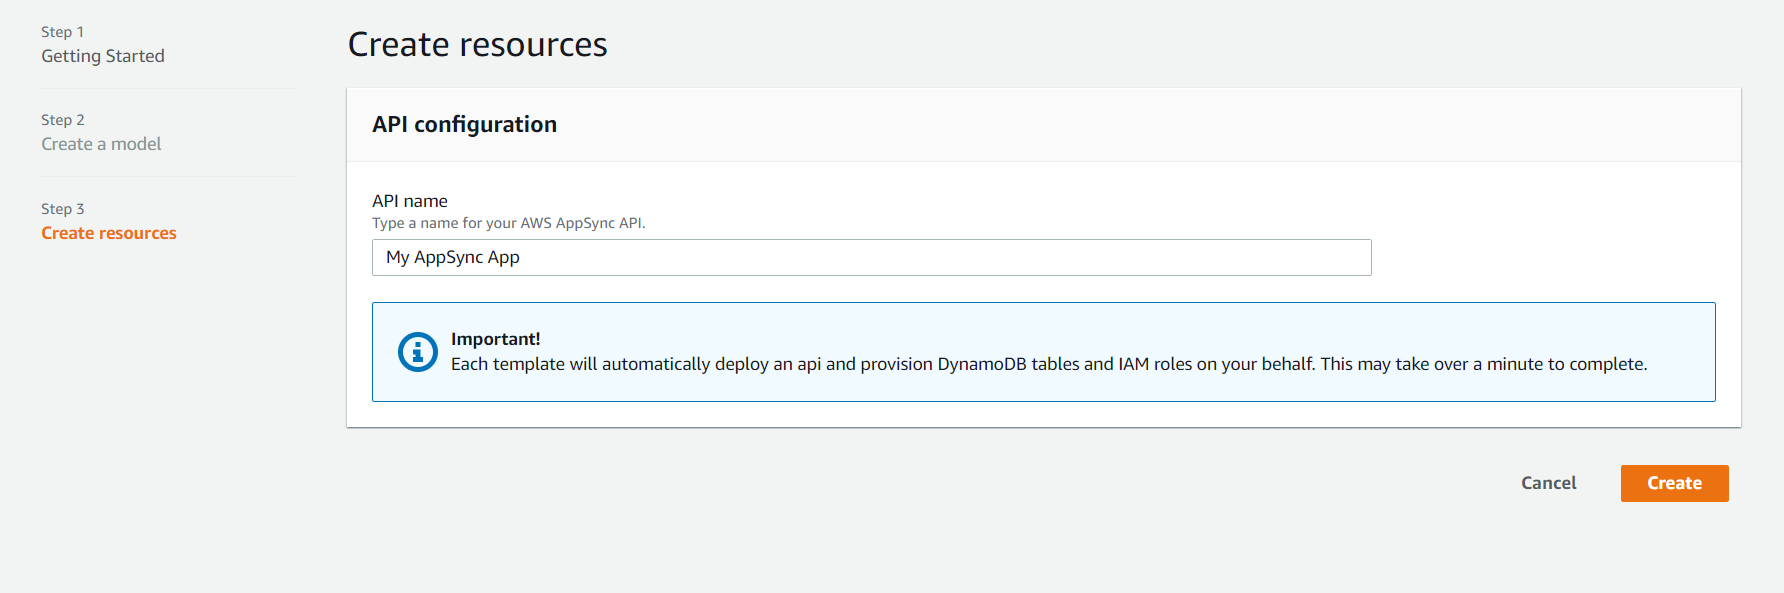 Step 1
Getting Started
Step 2
Create a model
Step 3
Create resources
Create resources
API configuration
API name
Type a name for your AWS AppSync API.
My AppSync App
Important!
Each template will automatically deploy an api and provision DynamoDB tables and IAM roles on your behalf. This may take over a minute to complete.
Cancel
Create